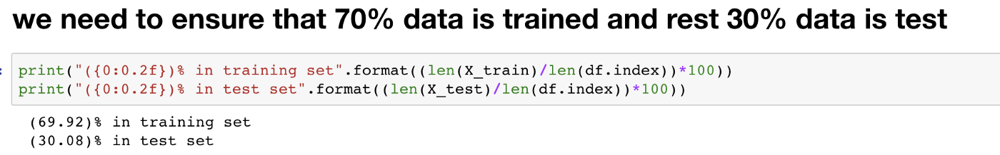 we need to ensure that 70% data is trained and rest 30% data is test
: print("({0:0.2f})% in training set".format((len(X_train)/len(df.index))*100))
print("({0:0.2f})% in test set".format((len(X_test)/len(df.index))*100))
(69.92)% in training set
(30.08)% in test set